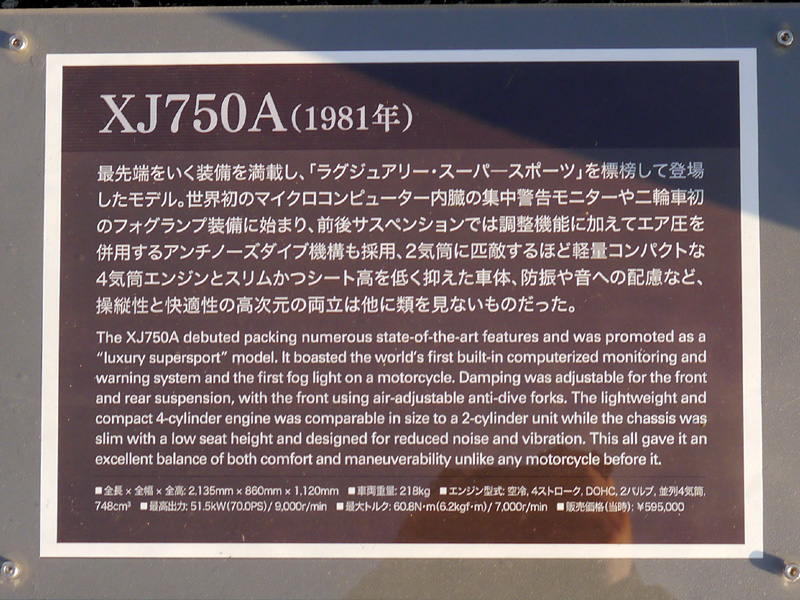 XJ750A(1981年)
最先端をいく装備を満載し、「ラグジュアリー・スーパースポーツ」を標榜して登場
したモデル。世界初のマイクロコンピューター内臓の集中警告モニターや二輪車初
のフォグランプ装備に始まり、前後サスペンションでは調整機能に加えてエア圧を
併用するアンチノーズダイブ機構も採用、2気筒に匹敵するほど軽量コンパクトな
4気筒エンジンとスリムかつシート高を低く抑えた車体、防振や音への配慮など、
操縦性と快適性の高次元の両立は他に類を見ないものだった。
The XJ750A debuted packing numerous state-of-the-art features and was promoted as a
“luxury supersport” model. It boasted the world's first built-in computerized monitoring and
warning system and the first fog light on a motorcycle. Damping was adjustable for the front
and rear suspension, with the front using air-adjustable anti-dive forks. The lightweight and
compact 4-cylinder engine was comparable in size to a 2-cylinder unit while the chassis was
slim with a low seat height and designed for reduced noise and vibration. This all gave it an
excellent balance of both comfort and maneuverability unlike any motorcycle before it.
■全長×全幅×全高: 2,135mm×860mm×1,120mm ■車両重量: 218kg ■エンジン型式: 空冷, 4ストローク, DOHC, 2バルブ, 並列4気筒,
748cm³ ■最高出力: 51.5kW(70.0PS)/ 9,000r/min ■最大トルク: 60.8N・m(6.2kgf・m)/ 7,000r/min ■販売価格(当時): ¥595,000